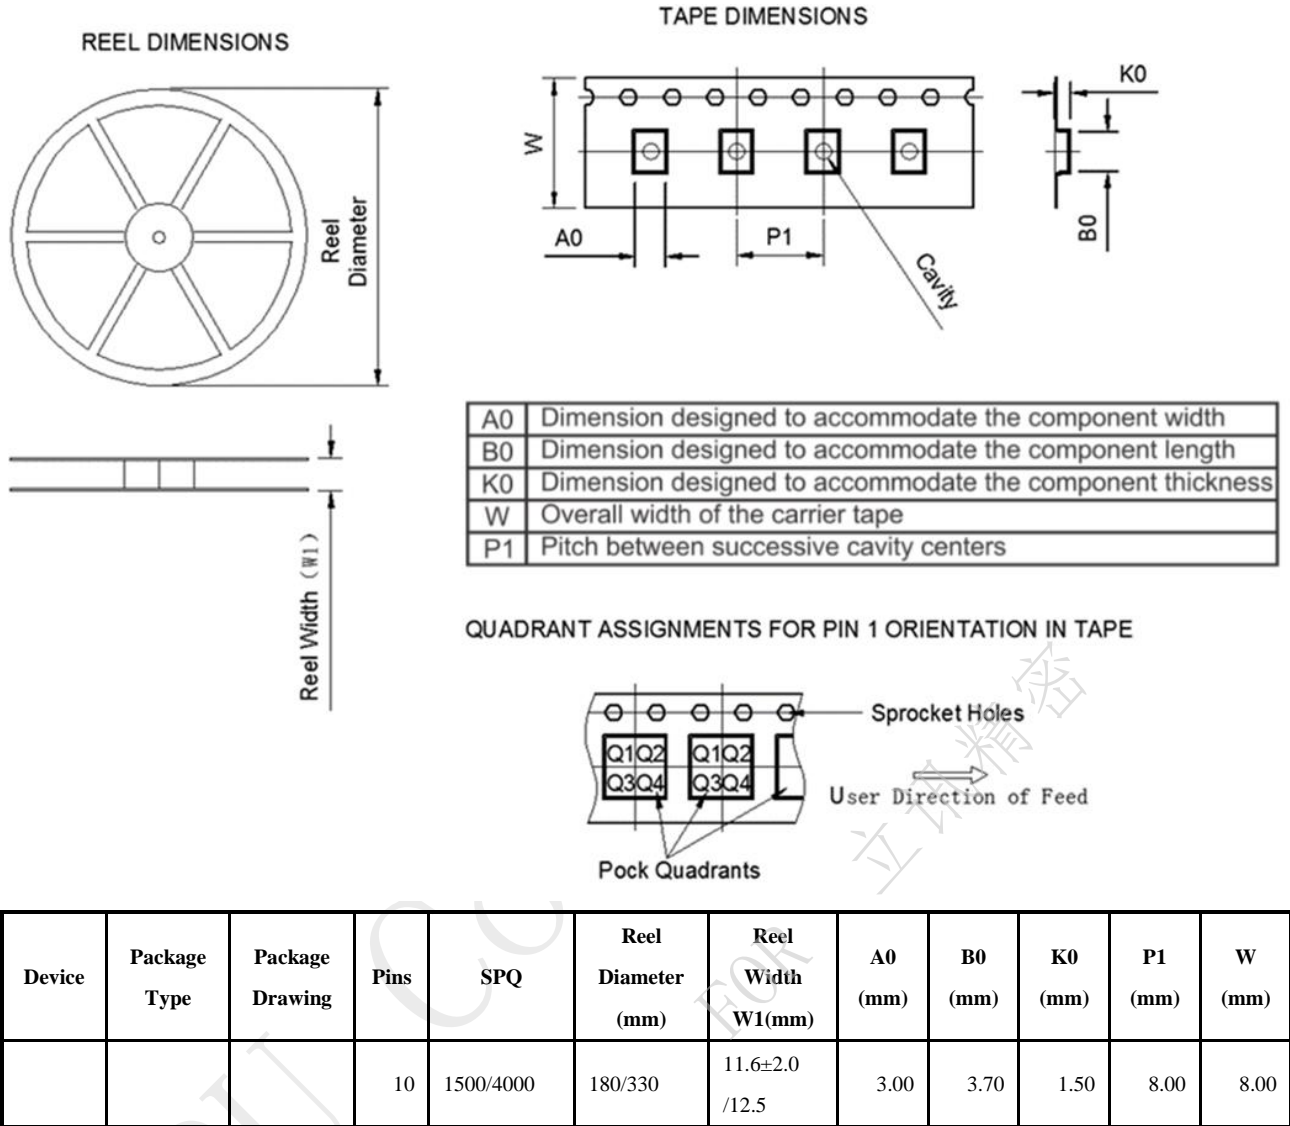 REEL DIMENSIONS
Reel
Diameter
Reel Width (W1)
TAPE DIMENSIONS
W
A0
P1
Cavity
K0
B0
A0 Dimension designed to accommodate the component width
B0 Dimension designed to accommodate the component length
K0 Dimension designed to accommodate the component thickness
W Overall width of the carrier tape
P1 Pitch between successive cavity centers
QUADRANT ASSIGNMENTS FOR PIN 1 ORIENTATION IN TAPE
Q1 Q2 Q1 Q2
Q3 Q4 Q3 Q4
Sprocket Holes
User Direction of Feed
Pock Quadrants
立讯精密
FOR
Device Package Type Package Drawing Pins SPQ Reel Diameter (mm) Reel Width W1(mm) A0 (mm) B0 (mm) K0 (mm) P1 (mm) W (mm)
10 1500/4000 180/330 11.6±2.0 /12.5 3.00 3.70 1.50 8.00 8.00